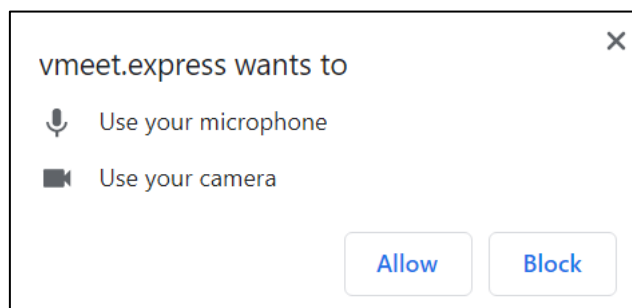 vmeet.express wants to
Use your microphone
Use your camera
Allow Block